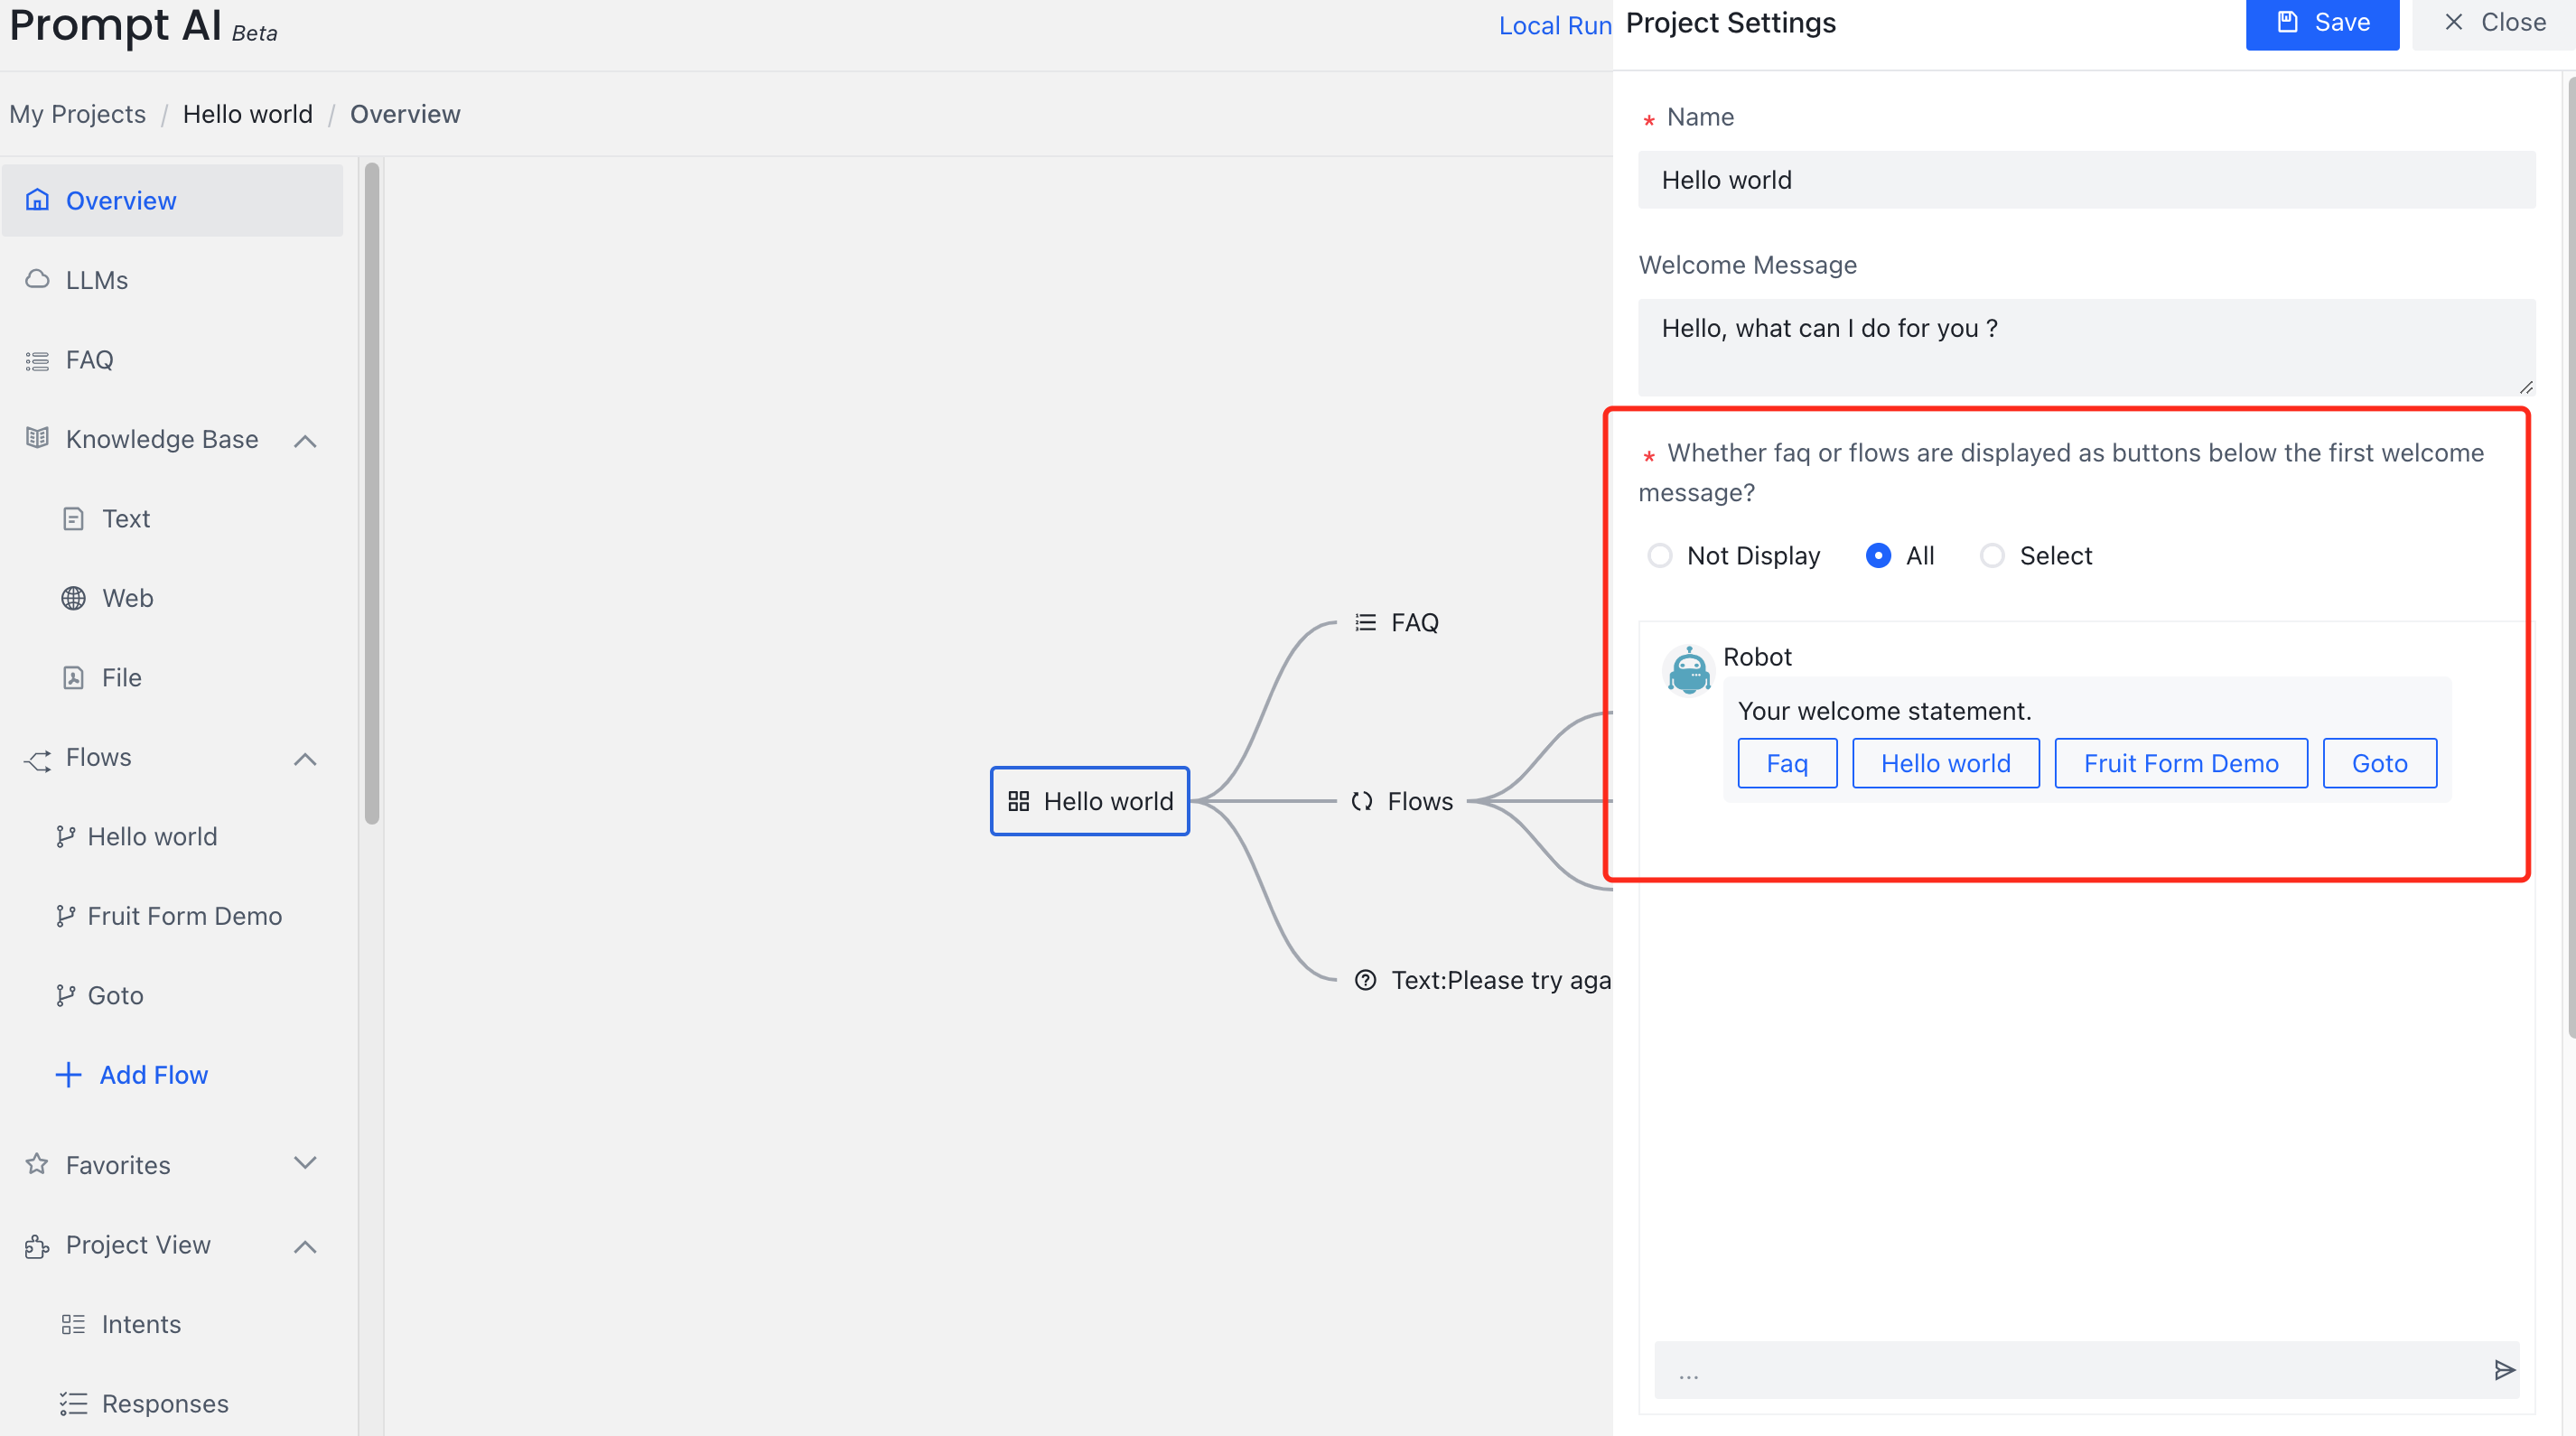 Prompt AI Beta
Local Run
Project Settings
Save
Close
My Projects / Hello world / Overview
Overview
LLMs
FAQ
Knowledge Base
Text
Web
File
Flows
Hello world
Fruit Form Demo
Goto
Add Flow
Favorites
Project View
Intents
Responses
Hello world
FAQ
Flows
Text:Please try aga
* Name
Hello world
Welcome Message
Hello, what can I do for you ?
* Whether faq or flows are displayed as buttons below the first welcome
message?
Not Display
All
Select
Robot
Your welcome statement.
Faq
Hello world
Fruit Form Demo
Goto
...